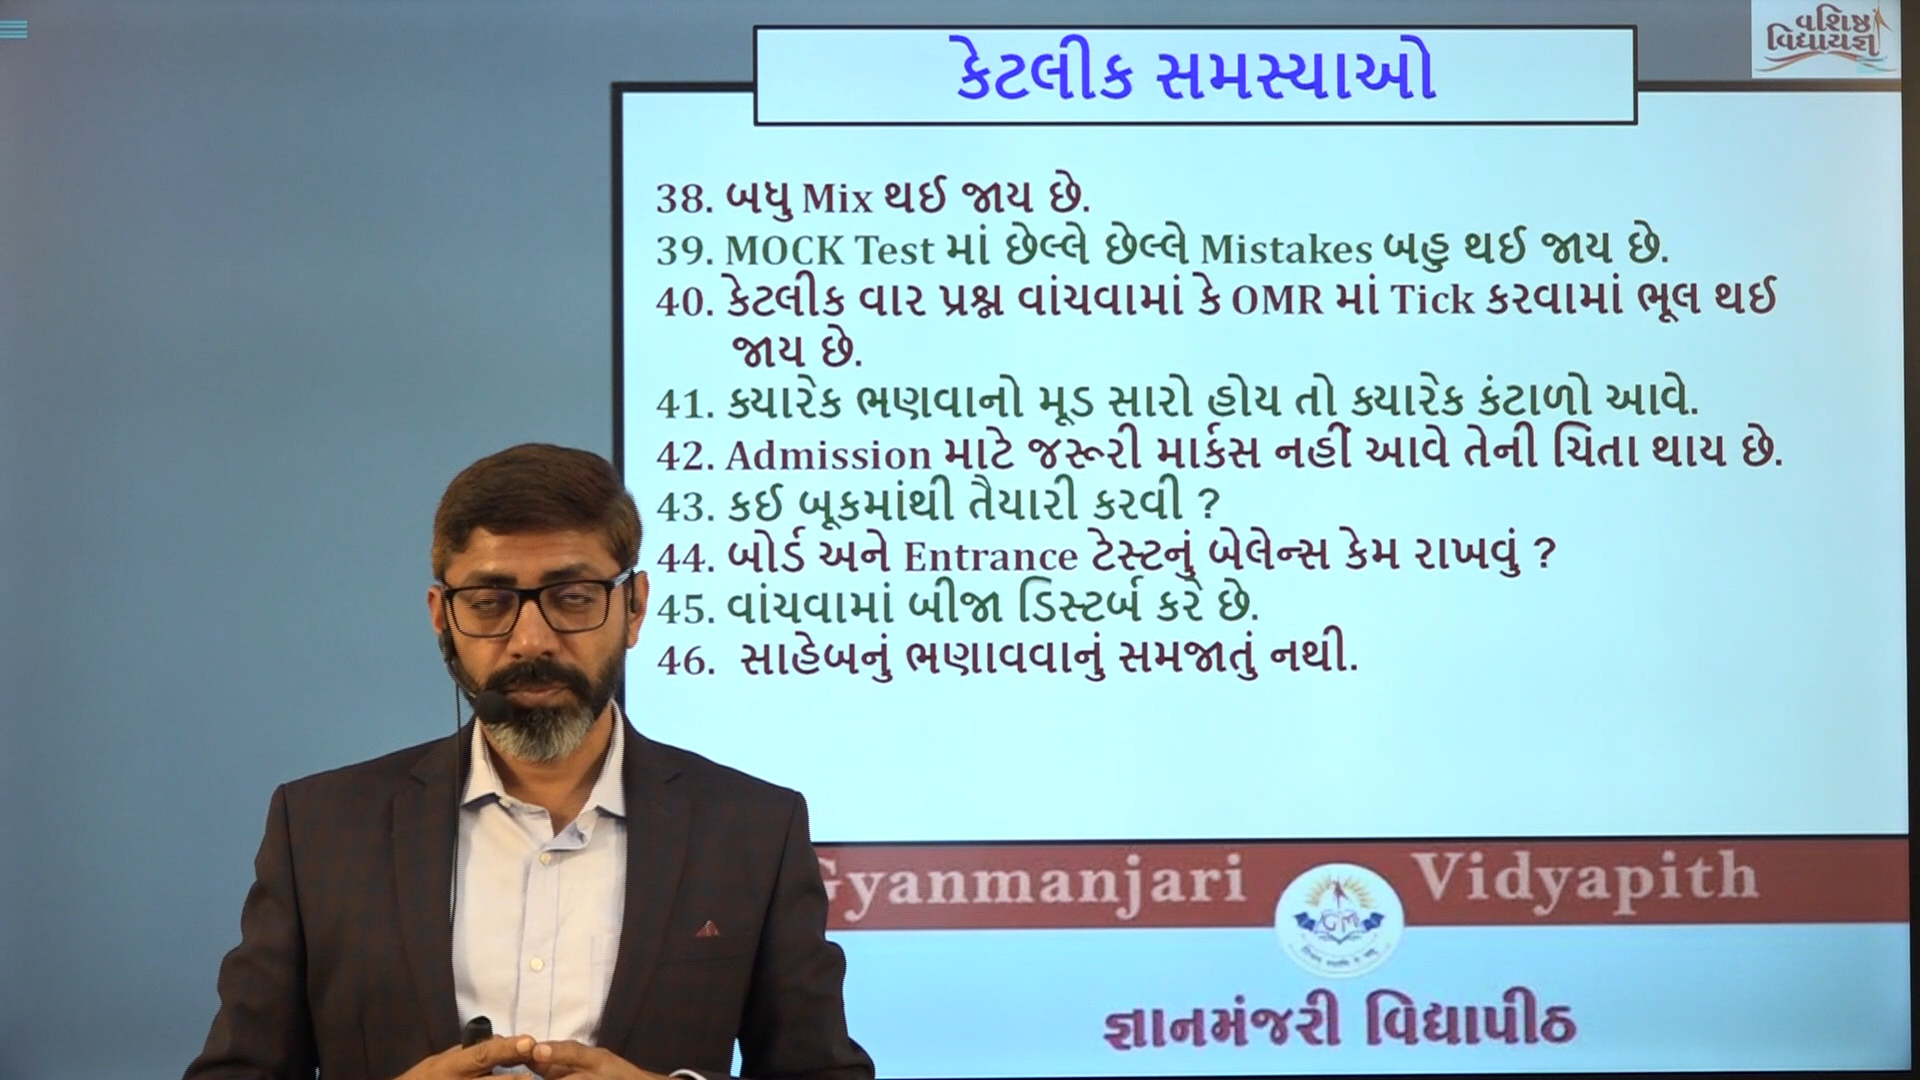 વશિષ્ઠ
વિદ્યાયજ્ઞ
કેટલીક સમસ્યાઓ
38. બધુ Mix થઈ જાય છે.
39. MOCK Test માં છેલ્લે છેલ્લે Mistakes બહુ થઈ જાય છે.
40. કેટલીક વાર પ્રશ્ન વાંચવામાં કે OMR માં Tick કરવામાં ભૂલ થઈ
જાય છે.
41. ક્યારેક ભણવાનો મૂડ સારો હોય તો ક્યારેક કંટાળો આવે.
42. Admission માટે જરૂરી માર્કસ નહીં આવે તેની ચિંતા થાય છે.
43. કઈ બૂકમાંથી તૈયારી કરવી ?
44. બોર્ડ અને Entrance ટેસ્ટનું બેલેન્સ કેમ રાખવું ?
45. વાંચવામાં બીજા ડિસ્ટર્બ કરે છે.
46. સાહેબનું ભણાવવાનું સમજાતું નથી.
Gyanmanjari Vidyapith
જ્ઞાનમંજરી વિદ્યાપીઠ